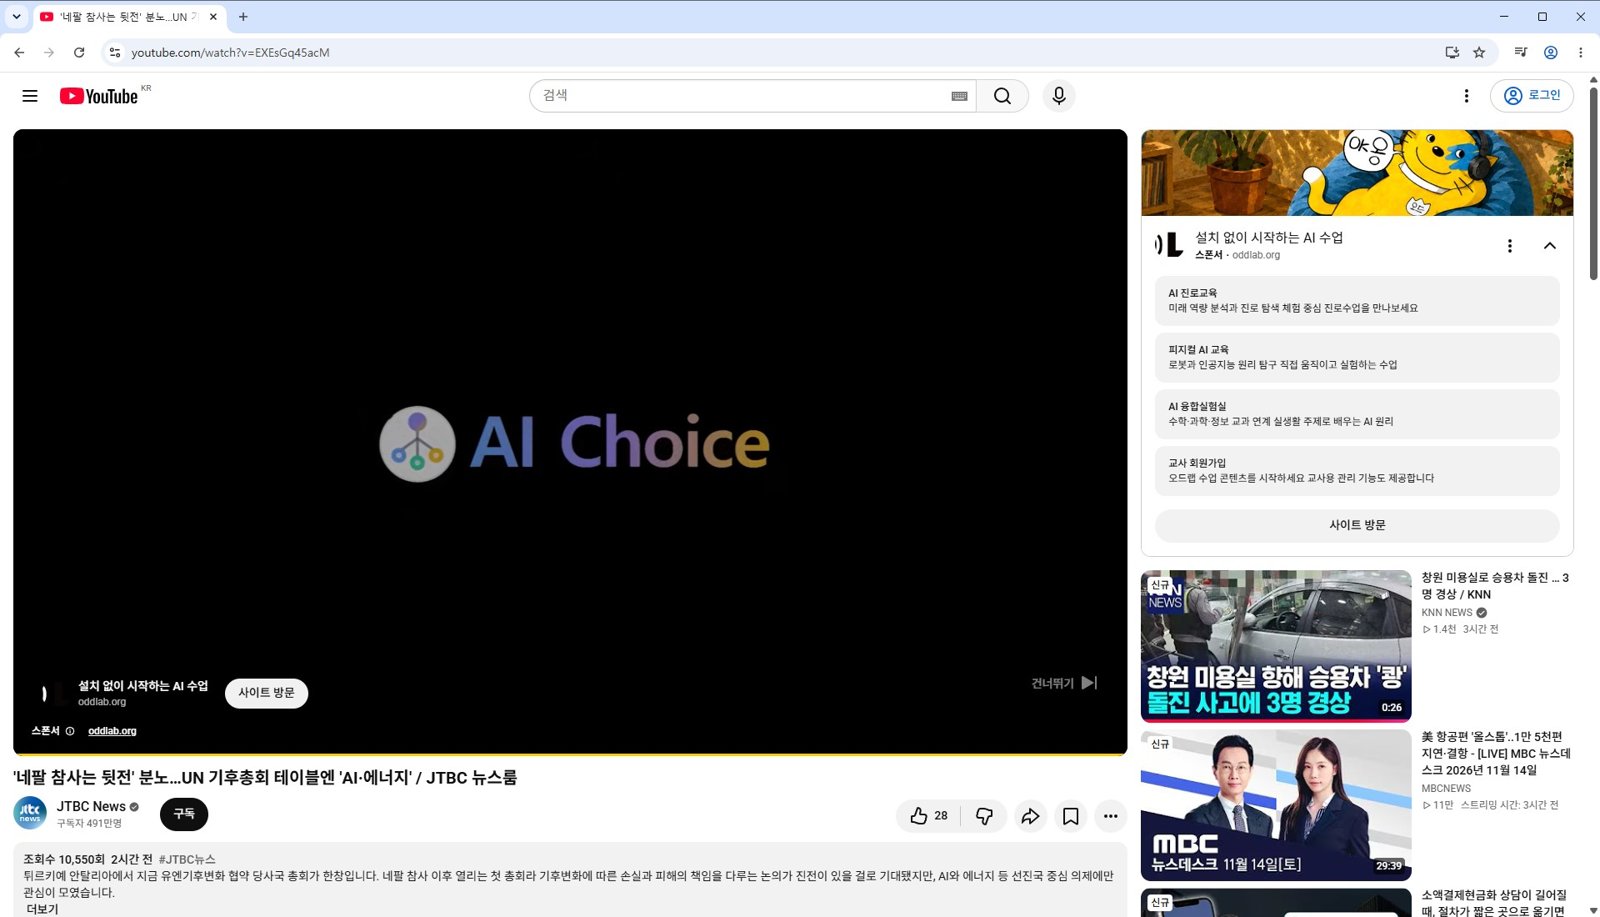 '네팔 참사는 뒷전' 분노...UN 기
youtube.com/watch?v=EXEsGq45acM
YouTube KR
검색
로그인
AI Choice
설치 없이 시작하는 AI 수업
oddlab.org
사이트 방문
건너뛰기
스폰서
oddlab.org
'네팔 참사는 뒷전' 분노...UN 기후총회 테이블엔 'AI·에너지' / JTBC 뉴스룸
jtbc
news
JTBC News
구독자 491만명
구독
28
조회수 10,550회 2시간 전 #JTBC뉴스
튀르키예 안탈리아에서 지금 유엔기후변화 협약 당사국 총회가 한창입니다. 네팔 참사 이후 열리는 첫 총회라 기후변화에 따른 손실과 피해의 책임을 다루는 논의가 진전이 있을 걸로 기대됐지만, AI와 에너지 등 선진국 중심 의제에만
관심이 모였습니다.
더보기
야옹
오드
설치 없이 시작하는 AI 수업
스폰서 · oddlab.org
AI 진로교육
미래 역량 분석과 진로 탐색 체험 중심 진로수업을 만나보세요
피지컬 AI 교육
로봇과 인공지능 원리 탐구 직접 움직이고 실험하는 수업
AI 융합실험실
수학·과학·정보 교과 연계 실생활 주제로 배우는 AI 원리
교사 회원가입
오드랩 수업 콘텐츠를 시작하세요 교사용 관리 기능도 제공합니다
사이트 방문
신규
KNN
NEWS
창원 미용실 향해 승용차 '쾅'
돌진 사고에 3명 경상
0:26
창원 미용실로 승용차 돌진 ... 3
명 경상 / KNN
KNN NEWS
1.4천 3시간 전
신규
MBC
뉴스데스크 11월 14일[토]
29:39
美 항공편 '올스톱'..1만 5천편
지연·결항 - [LIVE] MBC 뉴스데
스크 2026년 11월 14일
MBCNEWS
11만 스트리밍 시간: 3시간 전
신규
소액결제현금화 상담이 길어질
때, 절차가 짧은 곳으로 옮기면